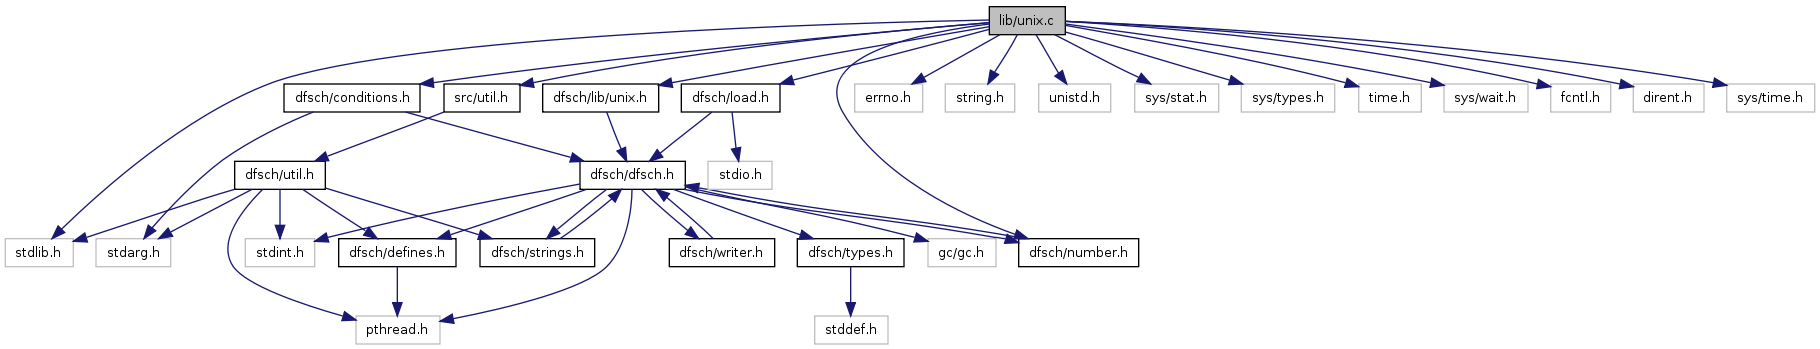 lib/unix.c
dfsch/conditions.h
src/util.h
dfsch/lib/unix.h
dfsch/load.h
errno.h
string.h
unistd.h
sys/stat.h
sys/types.h
time.h
sys/wait.h
fcntl.h
dirent.h
sys/time.h
dfsch/util.h
dfsch/dfsch.h
stdio.h
stdlib.h
stdarg.h
stdint.h
dfsch/defines.h
dfsch/strings.h
dfsch/writer.h
dfsch/types.h
gc/gc.h
dfsch/number.h
pthread.h
stddef.h